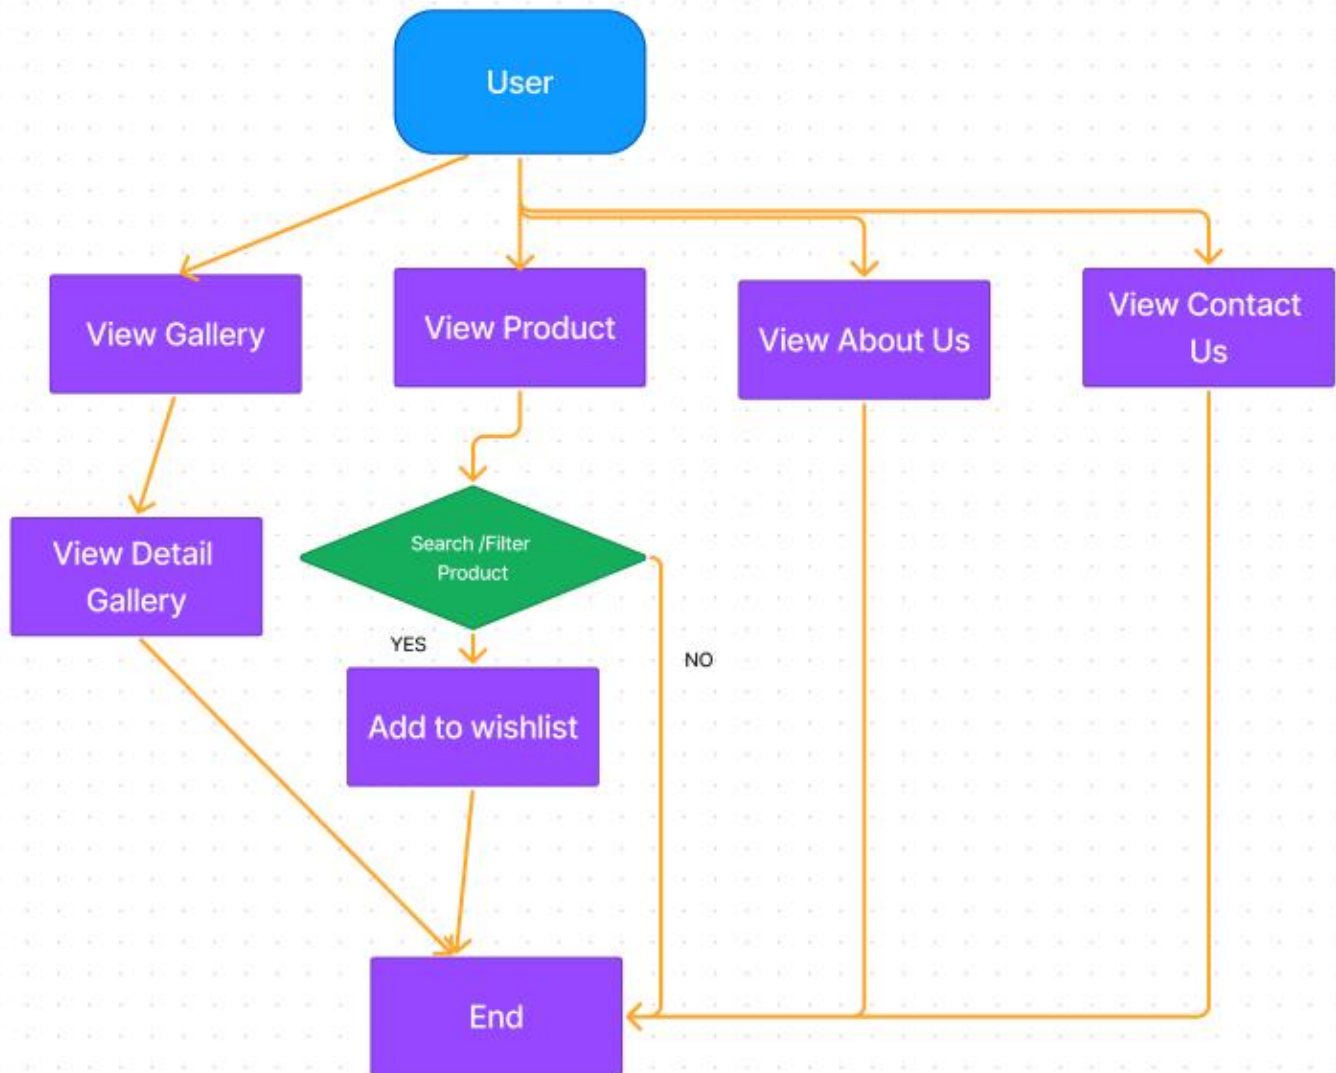 User
View Gallery
View Product
View About Us
View Contact
Us
View Detail
Gallery
Search /Filter
Product
YES
NO
Add to wishlist
End